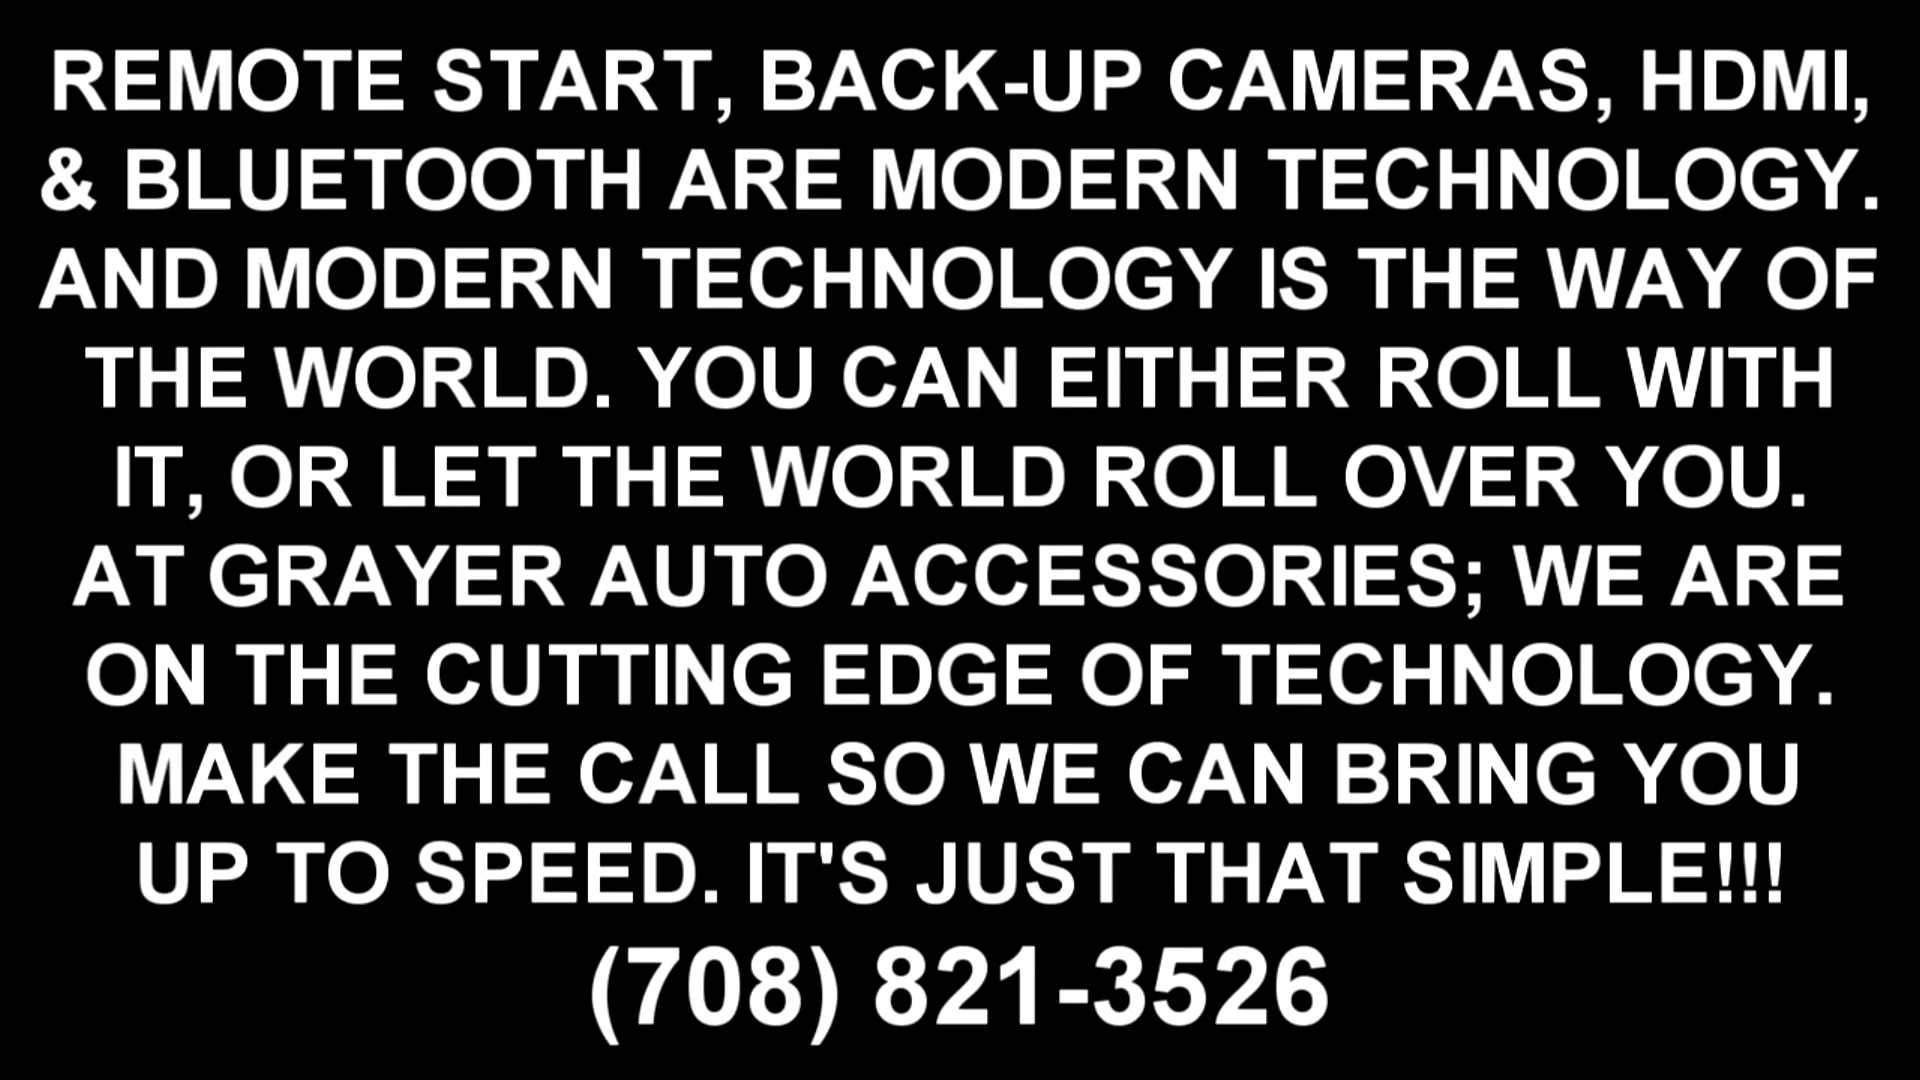 REMOTE START, BACK-UP CAMERAS, HDMI,
& BLUETOOTH ARE MODERN TECHNOLOGY.
AND MODERN TECHNOLOGY IS THE WAY OF
THE WORLD. YOU CAN EITHER ROLL WITH
IT, OR LET THE WORLD ROLL OVER YOU.
AT GRAYER AUTO ACCESSORIES; WE ARE
ON THE CUTTING EDGE OF TECHNOLOGY.
MAKE THE CALL SO WE CAN BRING YOU
UP TO SPEED. IT'S JUST THAT SIMPLE!!!
(708) 821-3526